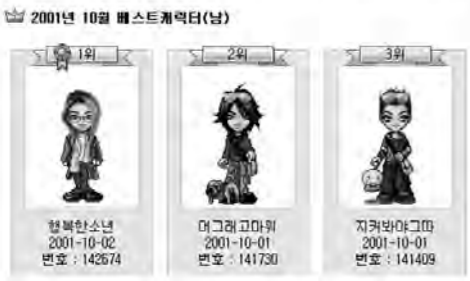 2001년 10월 베스트캐릭터(남)
1위
2위
3위
행복한소년
2001-10-02
번호 : 142674
머그래고마워
2001-10-01
번호 : 141730
지켜봐야그따
2001-10-01
번호 : 141409